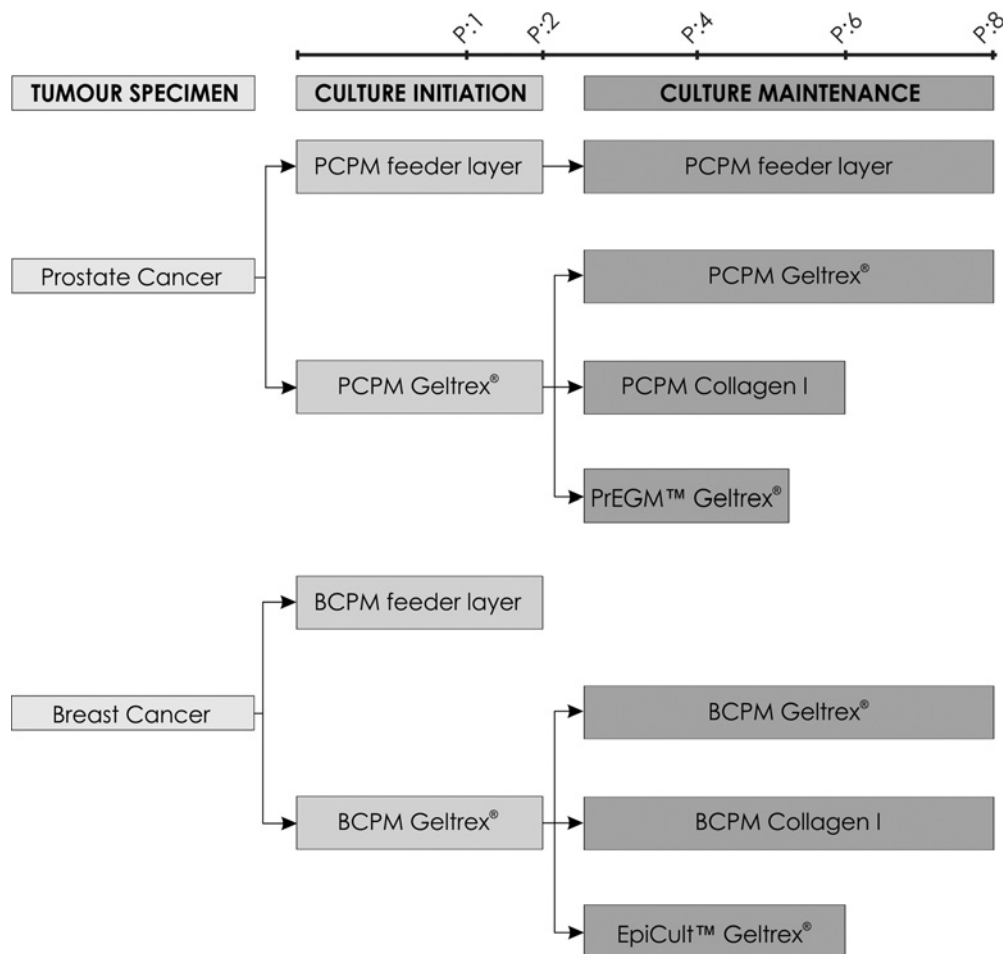 P:1
P:2
P:4
P:6
P:8
TUMOUR SPECIMEN
CULTURE INITIATION
CULTURE MAINTENANCE
PCPM feeder layer
PCPM feeder layer
Prostate Cancer
PCPM Geltrex®
PCPM Geltrex®
PCPM Collagen I
PrEGM™ Geltrex®
BCPM feeder layer
Breast Cancer
BCPM Geltrex®
BCPM Geltrex®
BCPM Collagen I
EpiCult™ Geltrex®